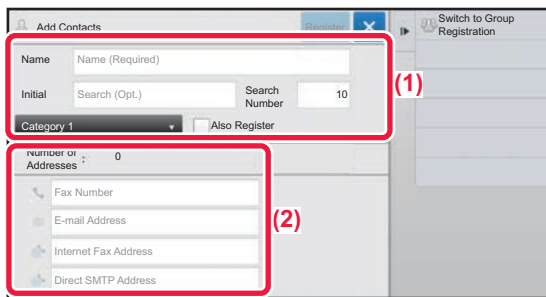 Add Contacts
Register
Switch to Group
Registration
Name
Name (Required)
(1)
Initial
Search (Opt.)
Search
Number
10
Category 1
Also Register
Number of
Addresses : 0
Fax Number
(2)
E-mail Address
Internet Fax Address
Direct SMTP Address